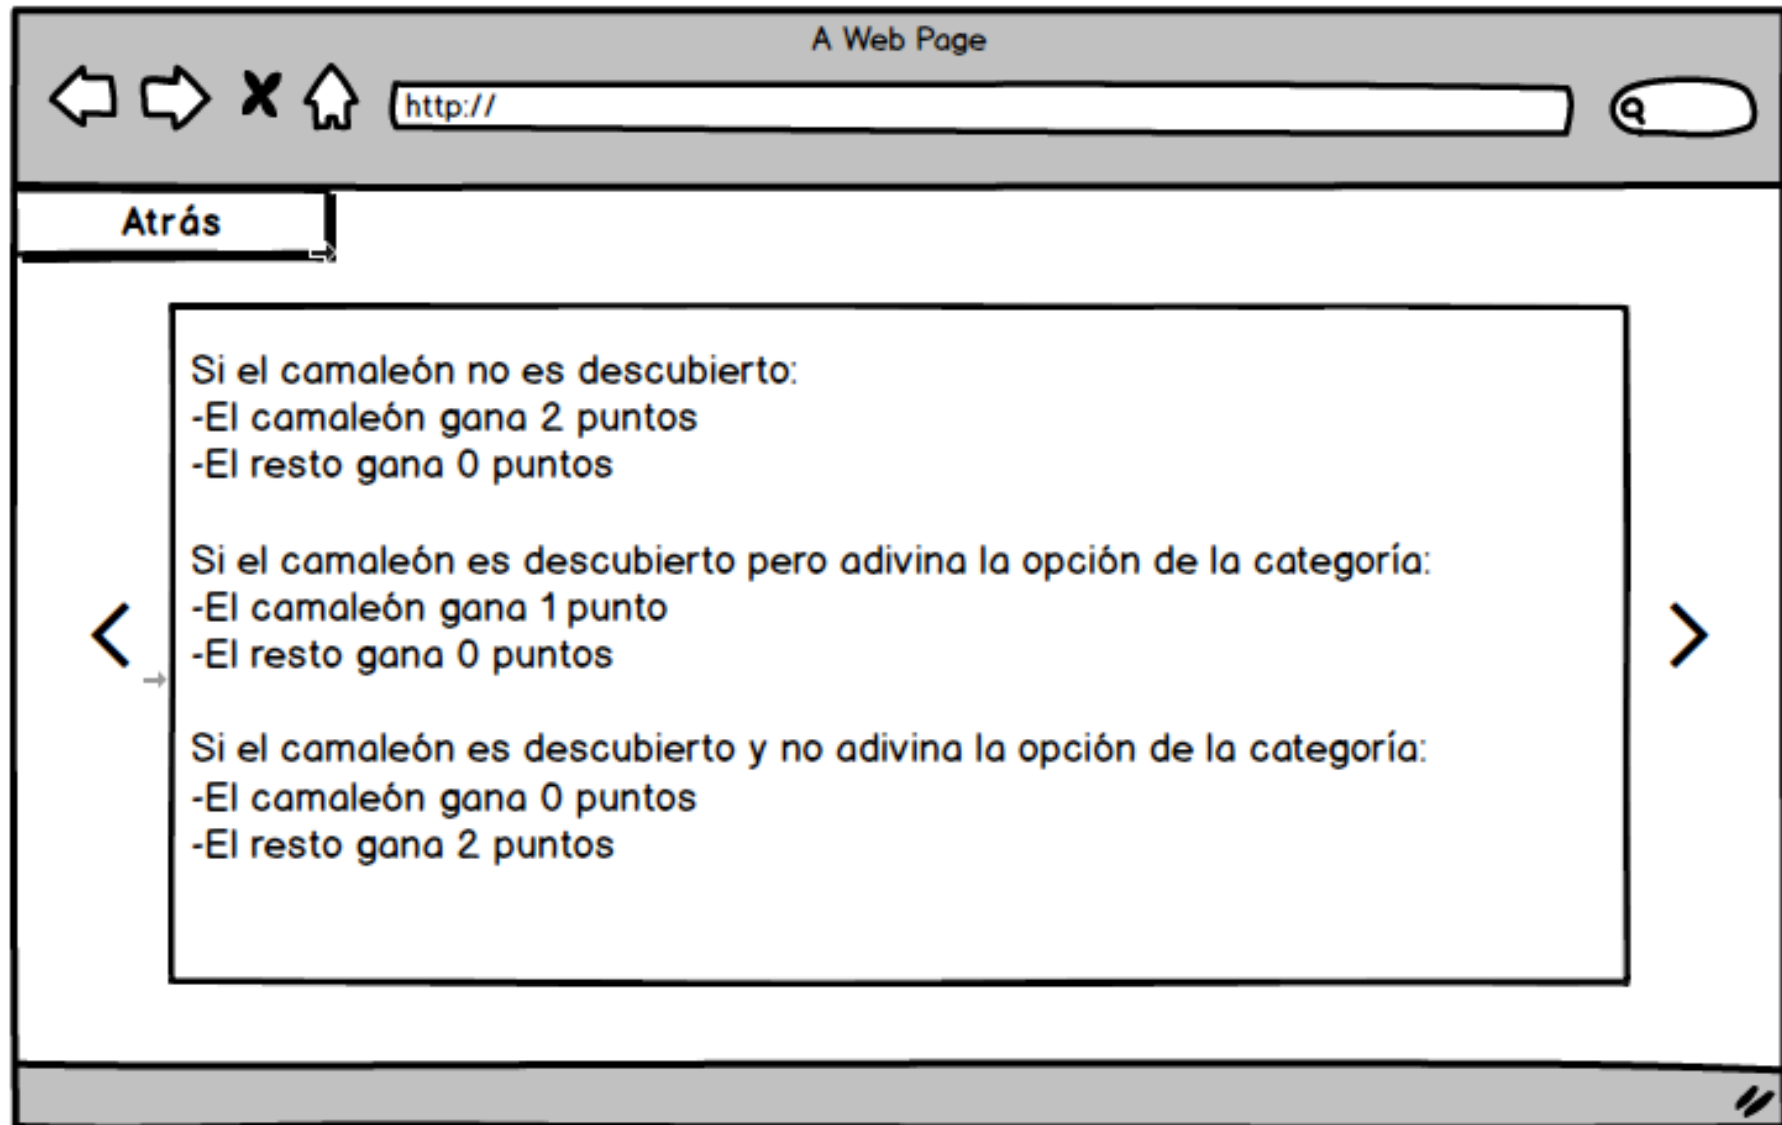 A Web Page
http://
Atrás
Si el camaleón no es descubierto:
-El camaleón gana 2 puntos
-El resto gana 0 puntos
Si el camaleón es descubierto pero adivina la opción de la categoría:
-El camaleón gana 1 punto
-El resto gana 0 puntos
Si el camaleón es descubierto y no adivina la opción de la categoría:
-El camaleón gana 0 puntos
-El resto gana 2 puntos